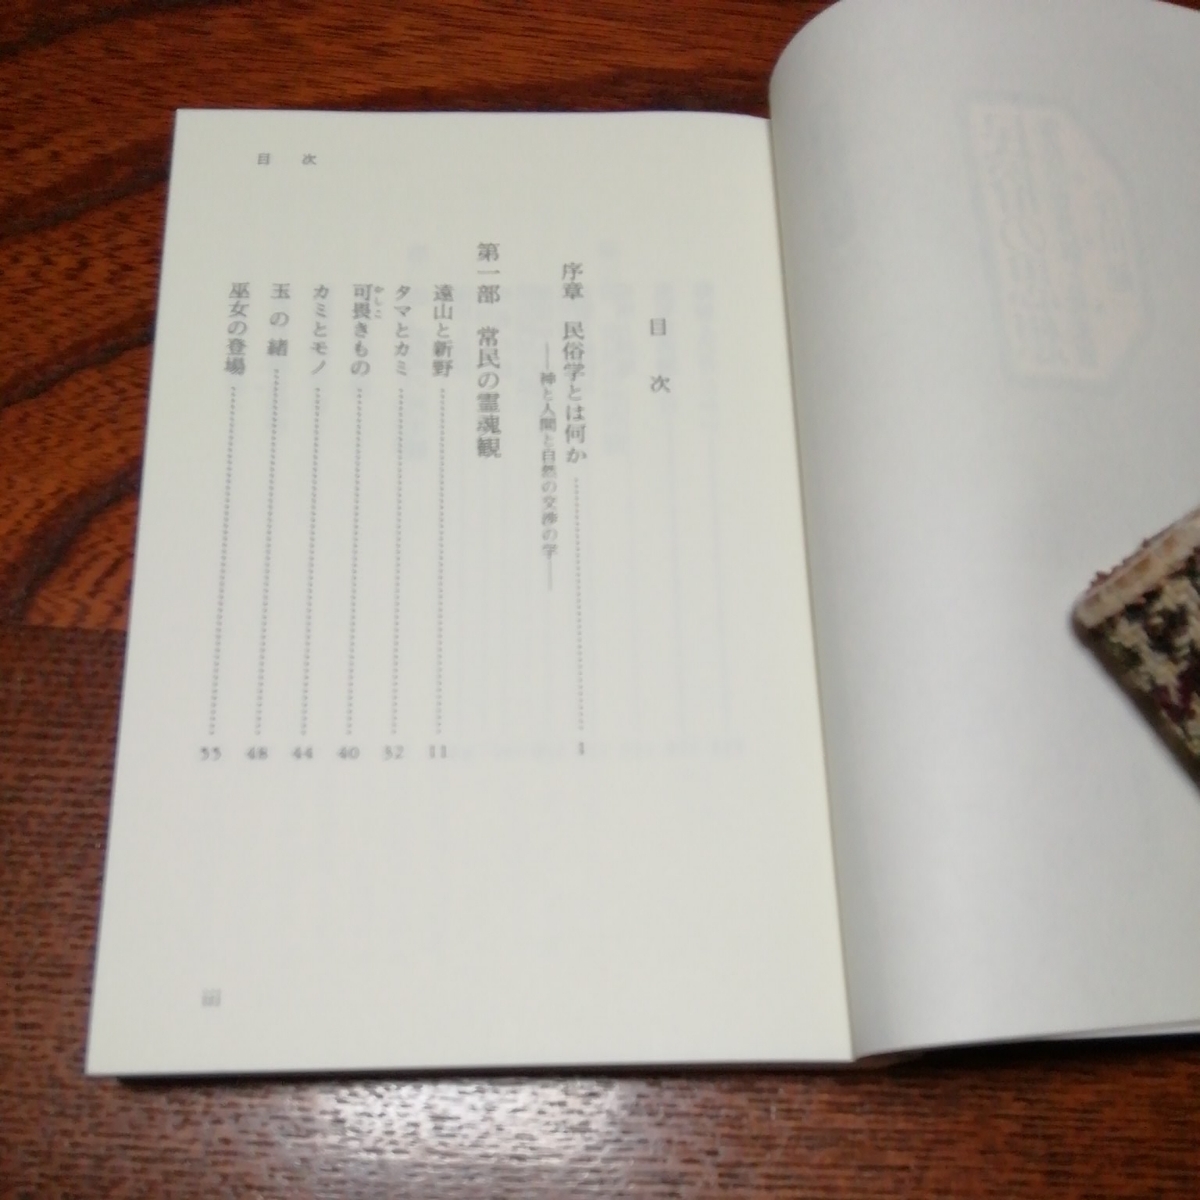 目次
目次
序章 民俗学とは何か 1
——神と人間と自然の交渉の学——
第一部 常民の霊魂観
遠山と新野 11
タマとカミ 32
可畏きもの 40
かしこ
カミとモノ 44
玉の緒 48
巫女の登場 55